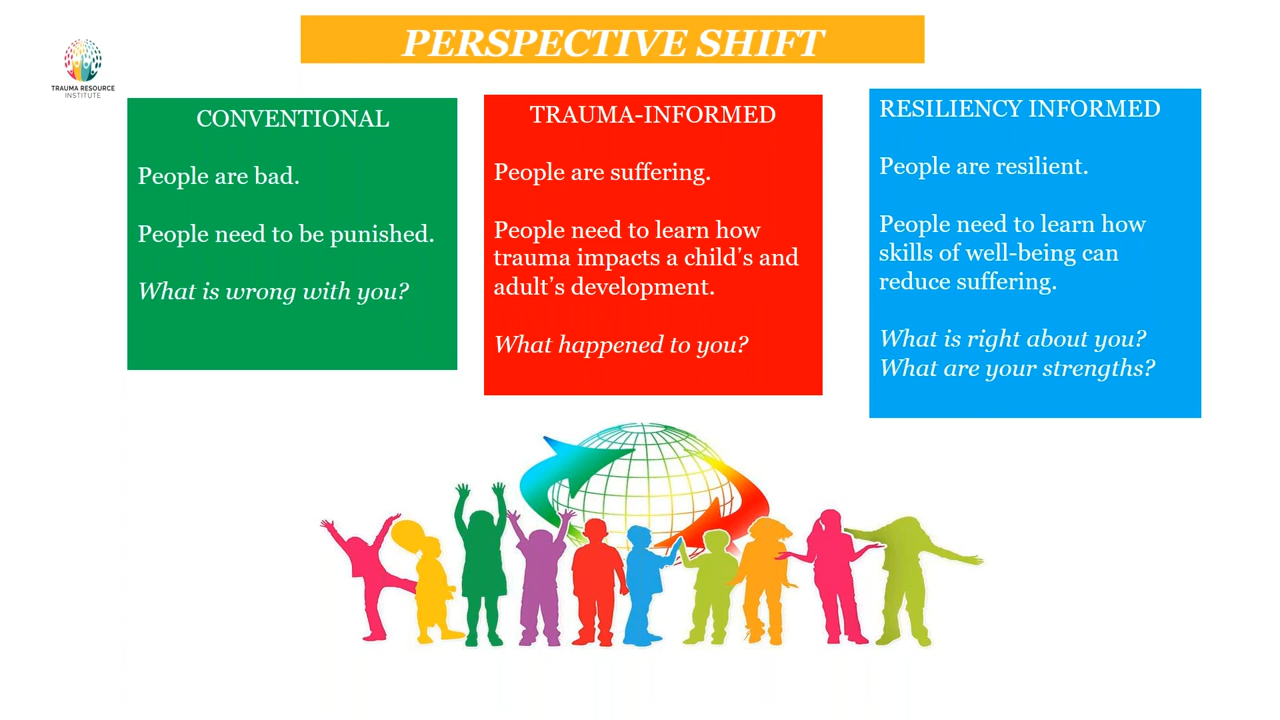 PERSPECTIVE SHIFT
TRAUMA RESOURCE
INSTITUTE
CONVENTIONAL
People are bad.
People need to be punished.
What is wrong with you?
TRAUMA-INFORMED
People are suffering.
People need to learn how
trauma impacts a child’s and
adult’s development.
What happened to you?
RESILIENCY INFORMED
People are resilient.
People need to learn how
skills of well-being can
reduce suffering.
What is right about you?
What are your strengths?